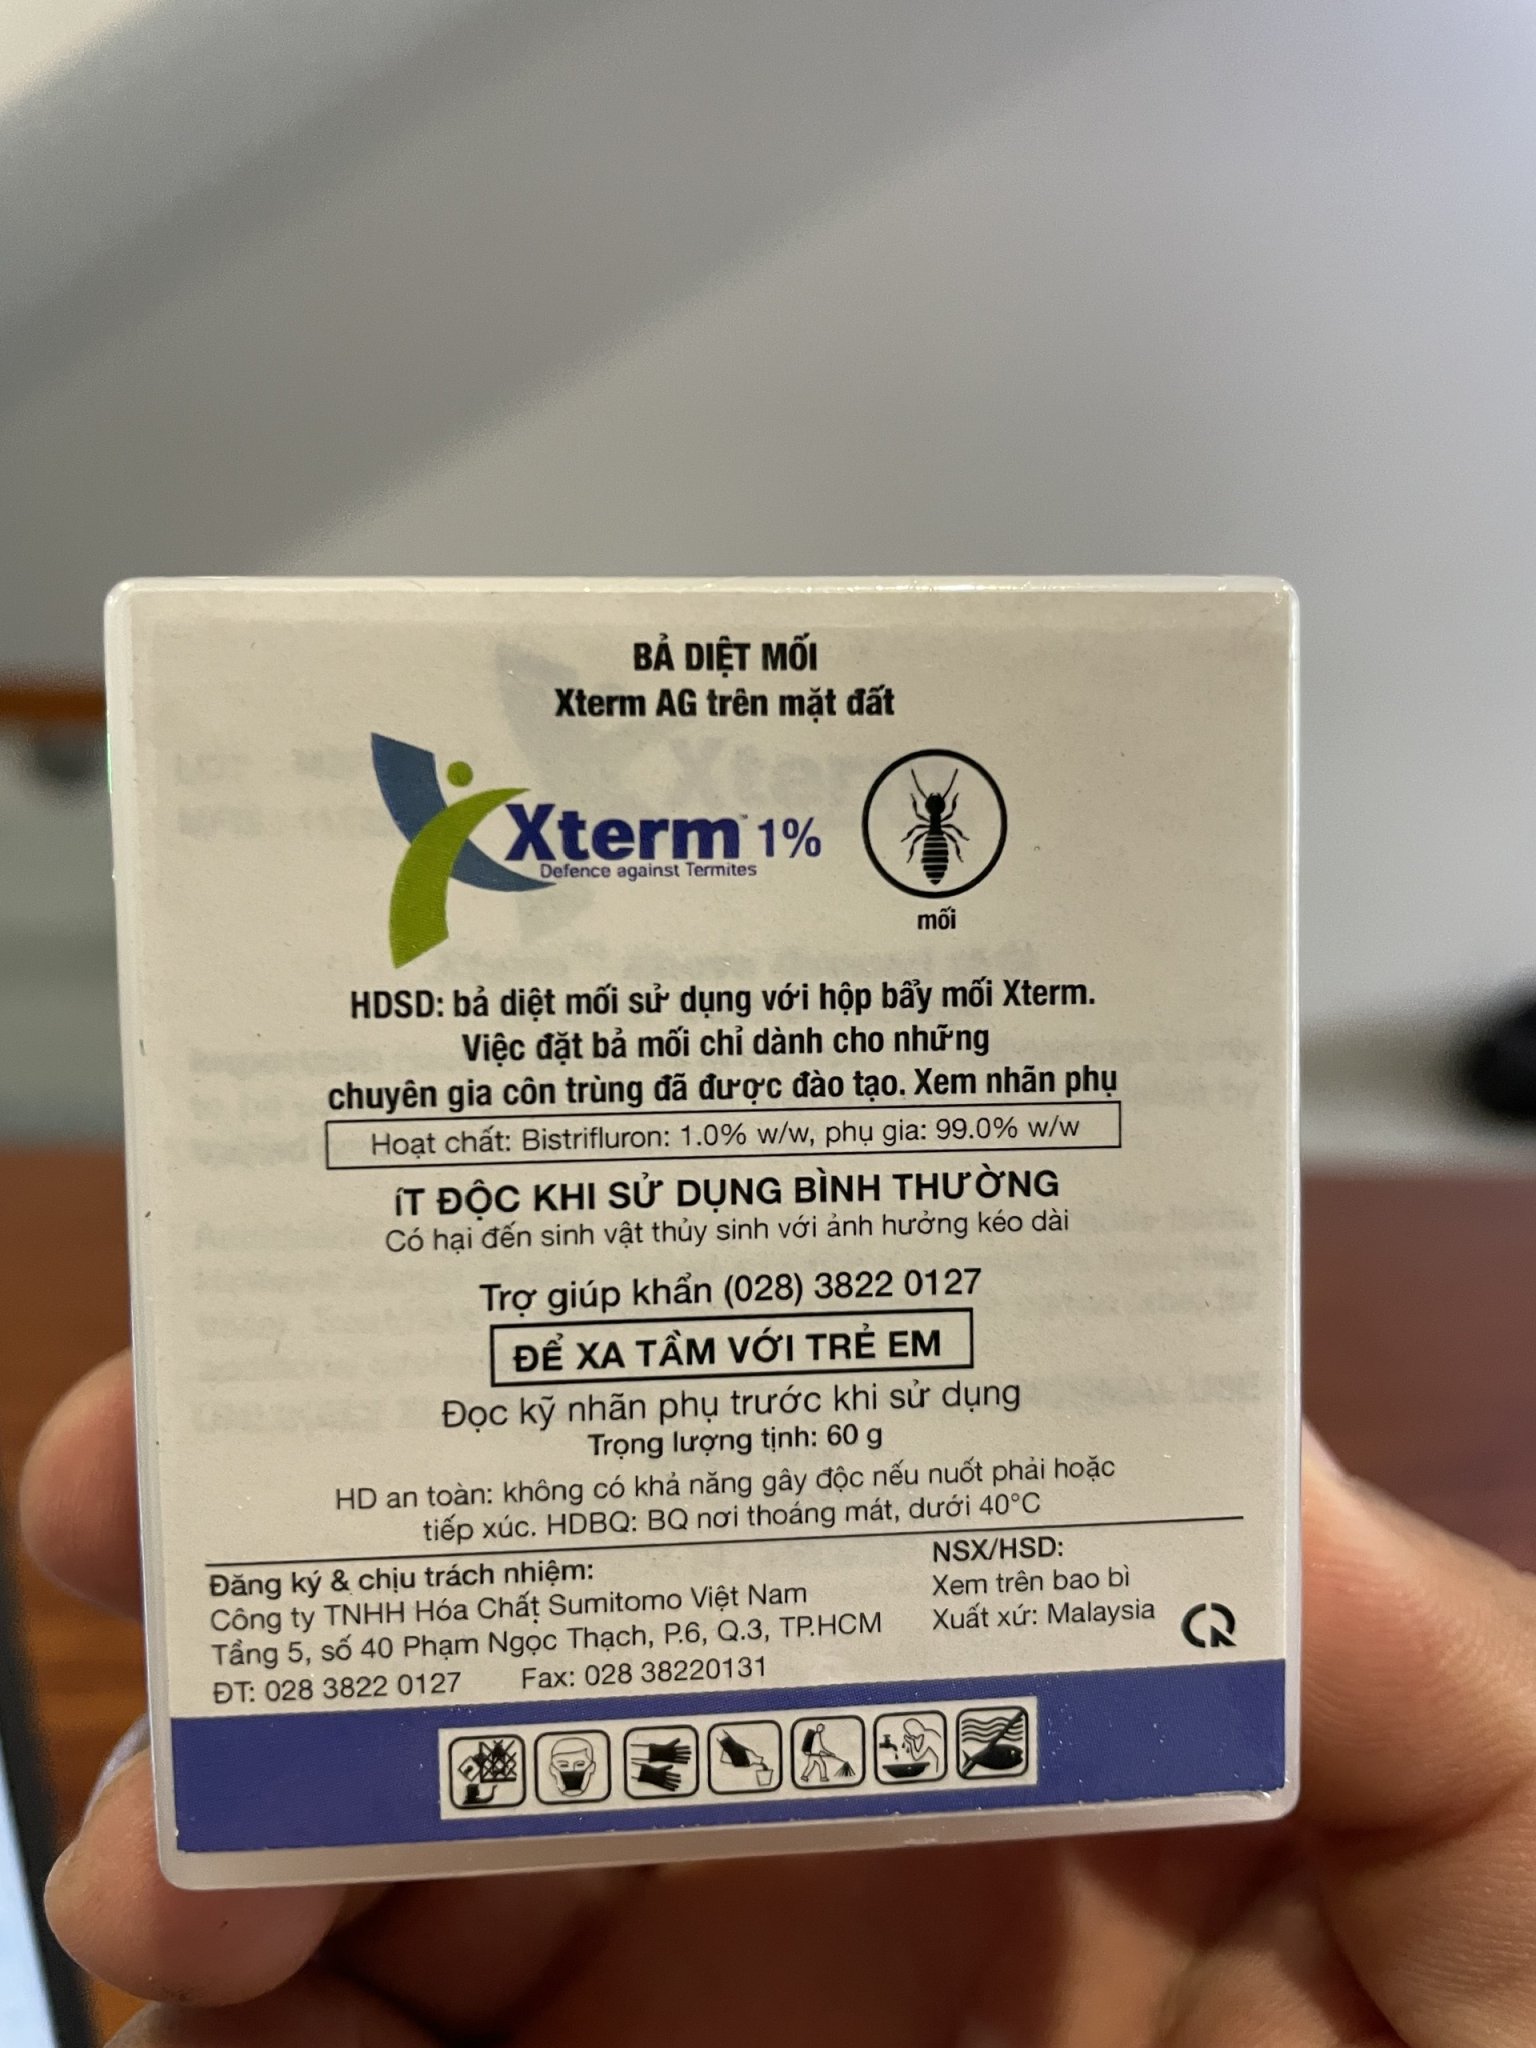 BẢ DIỆT MỐI
Xterm AG trên mặt đất
Xterm™ 1%
Defence against Termites
mối
HDSD: bả diệt mối sử dụng với hộp bẩy mối Xterm.
Việc đặt bả mối chỉ dành cho những
chuyên gia côn trùng đã được đào tạo. Xem nhãn phụ
Hoạt chất: Bistrifluron: 1.0% w/w, phụ gia: 99.0% w/w
íT ĐỘC KHI SỬ DỤNG BÌNH THƯỜNG
Có hại đến sinh vật thủy sinh với ảnh hưởng kéo dài
Trợ giúp khẩn (028) 3822 0127
ĐỂ XA TẦM VỚI TRẺ EM
Đọc kỹ nhãn phụ trước khi sử dụng
Trọng lượng tịnh: 60 g
HD an toàn: không có khả năng gây độc nếu nuốt phải hoặc
tiếp xúc. HDBQ: BQ nơi thoáng mát, dưới 40°C
Đăng ký & chịu trách nhiệm:
Công ty TNHH Hóa Chất Sumitomo Việt Nam
Tầng 5, số 40 Phạm Ngọc Thạch, P.6, Q.3, TP.HCM
ĐT: 028 3822 0127 Fax: 028 38220131
NSX/HSD:
Xem trên bao bì
Xuất xứ: Malaysia